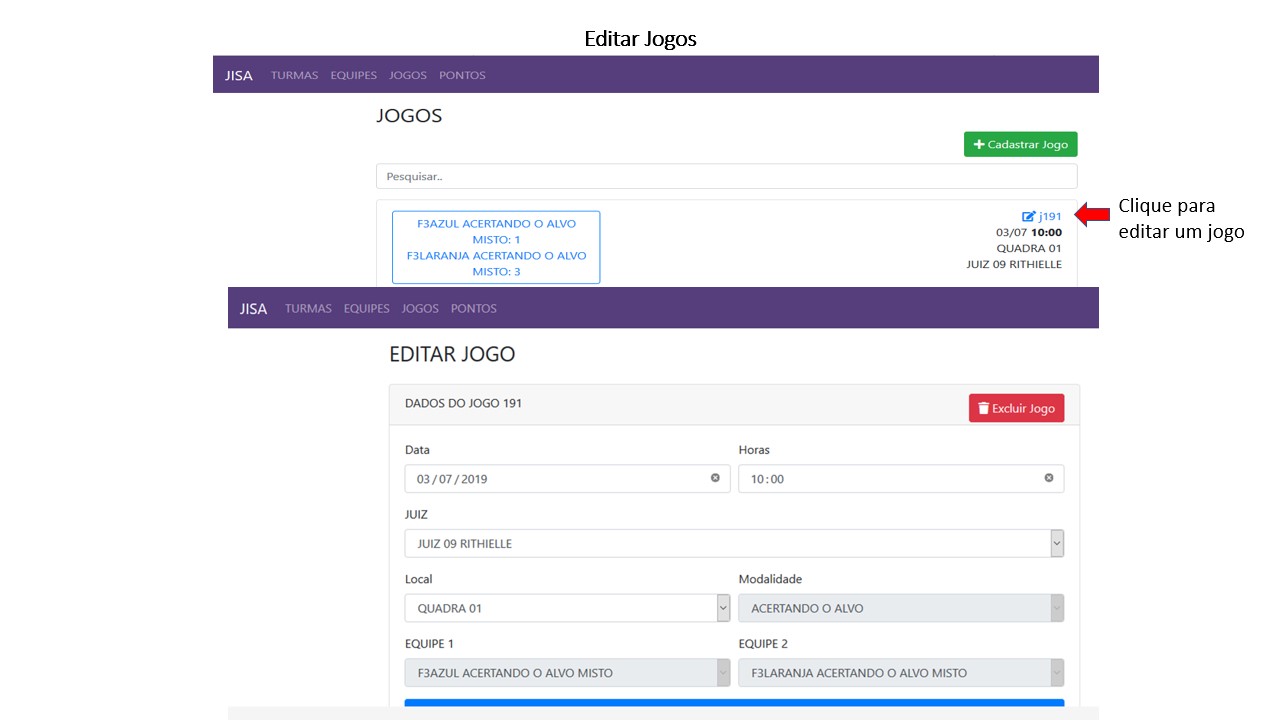 Editar Jogos
JISA TURMAS EQUIPES JOGOS PONTOS
JOGOS
Cadastrar Jogo
Pesquisar..
F3AZUL ACERTANDO O ALVO
MISTO: 1
F3LARANJA ACERTANDO O ALVO
MISTO: 3
j191
03/07 10:00
QUADRA 01
JUIZ 09 RITHIELLE
Clique para
editar um jogo
JISA TURMAS EQUIPES JOGOS PONTOS
EDITAR JOGO
DADOS DO JOGO 191
Excluir Jogo
Data Horas
03/07/2019 10:00
JUIZ
JUIZ 09 RITHIELLE
Local Modalidade
QUADRA 01 ACERTANDO O ALVO
EQUIPE 1 EQUIPE 2
F3AZUL ACERTANDO O ALVO MISTO F3LARANJA ACERTANDO O ALVO MISTO